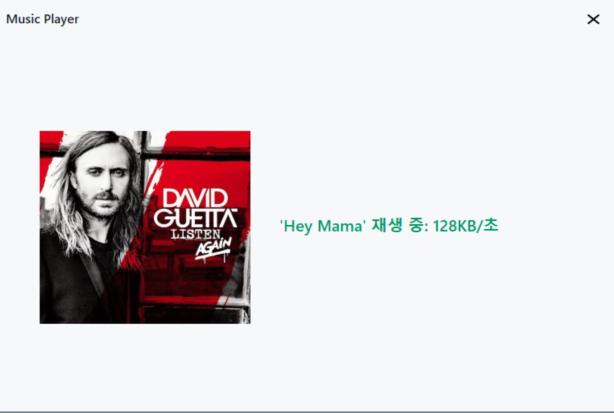 Music Player
DAVID
GUETTA
LISTEN
AGAIN
'Hey Mama' 재생 중: 128KB/초